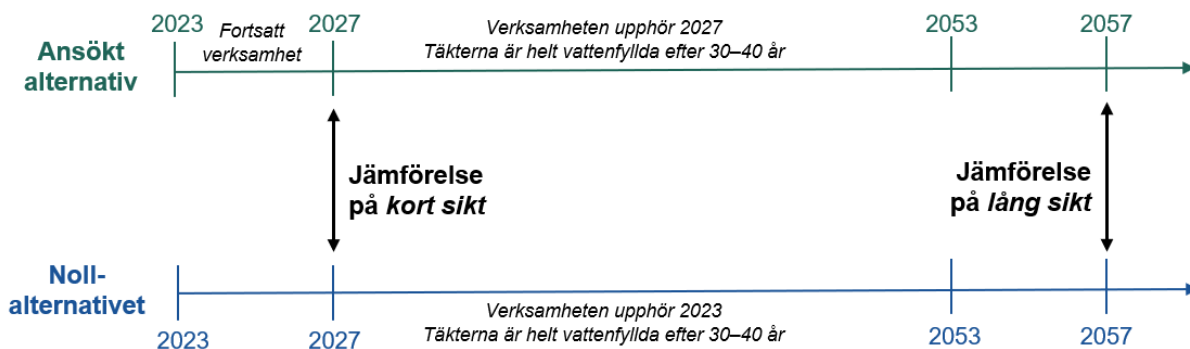 2023
Fortsatt
verksamhet
2027
Verksamheten upphör 2027
Täkterna är helt vattenfyllda efter 30–40 år
2053
2057
Ansökt
alternativ
Jämförelse
på kort sikt
Jämförelse
på lång sikt
Noll-
alternativet
Verksamheten upphör 2023
Täkterna är helt vattenfyllda efter 30–40 år
2023
2027
2053
2057